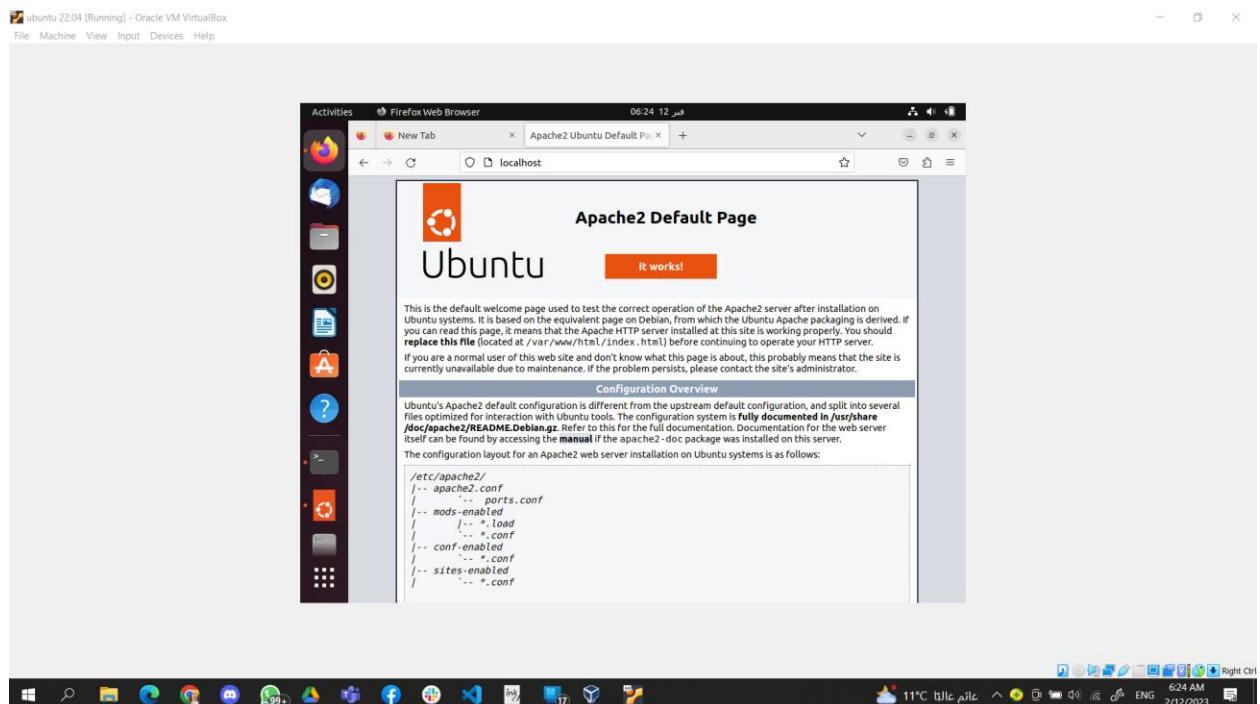 ubuntu 22.04 [Running] - Oracle VM VirtualBox
File Machine View Input Devices Help
Activities Firefox Web Browser 06:24 12 فبر
New Tab × Apache2 Ubuntu Default Pa × +
localhost
Ubuntu
Apache2 Default Page
It works!
This is the default welcome page used to test the correct operation of the Apache2 server after installation on
Ubuntu systems. It is based on the equivalent page on Debian, from which the Ubuntu Apache packaging is derived. If
you can read this page, it means that the Apache HTTP server installed at this site is working properly. You should
replace this file (located at /var/www/html/index.html) before continuing to operate your HTTP server.
If you are a normal user of this web site and don't know what this page is about, this probably means that the site is
currently unavailable due to maintenance. If the problem persists, please contact the site's administrator.
Configuration Overview
Ubuntu's Apache2 default configuration is different from the upstream default configuration, and split into several
files optimized for interaction with Ubuntu tools. The configuration system is fully documented in /usr/share
/doc/apache2/README.Debian.gz. Refer to this for the full documentation. Documentation for the web server
itself can be found by accessing the manual if the apache2-doc package was installed on this server.
The configuration layout for an Apache2 web server installation on Ubuntu systems is as follows:
/etc/apache2/
|-- apache2.conf
|       `--  ports.conf
|-- mods-enabled
|       |-- *.load
|       `-- *.conf
|-- conf-enabled
|       `-- *.conf
|-- sites-enabled
|       `-- *.conf
Right Ctrl
99+
17
11°C غائم غالبًا
ENG
6:24 AM
2/12/2023